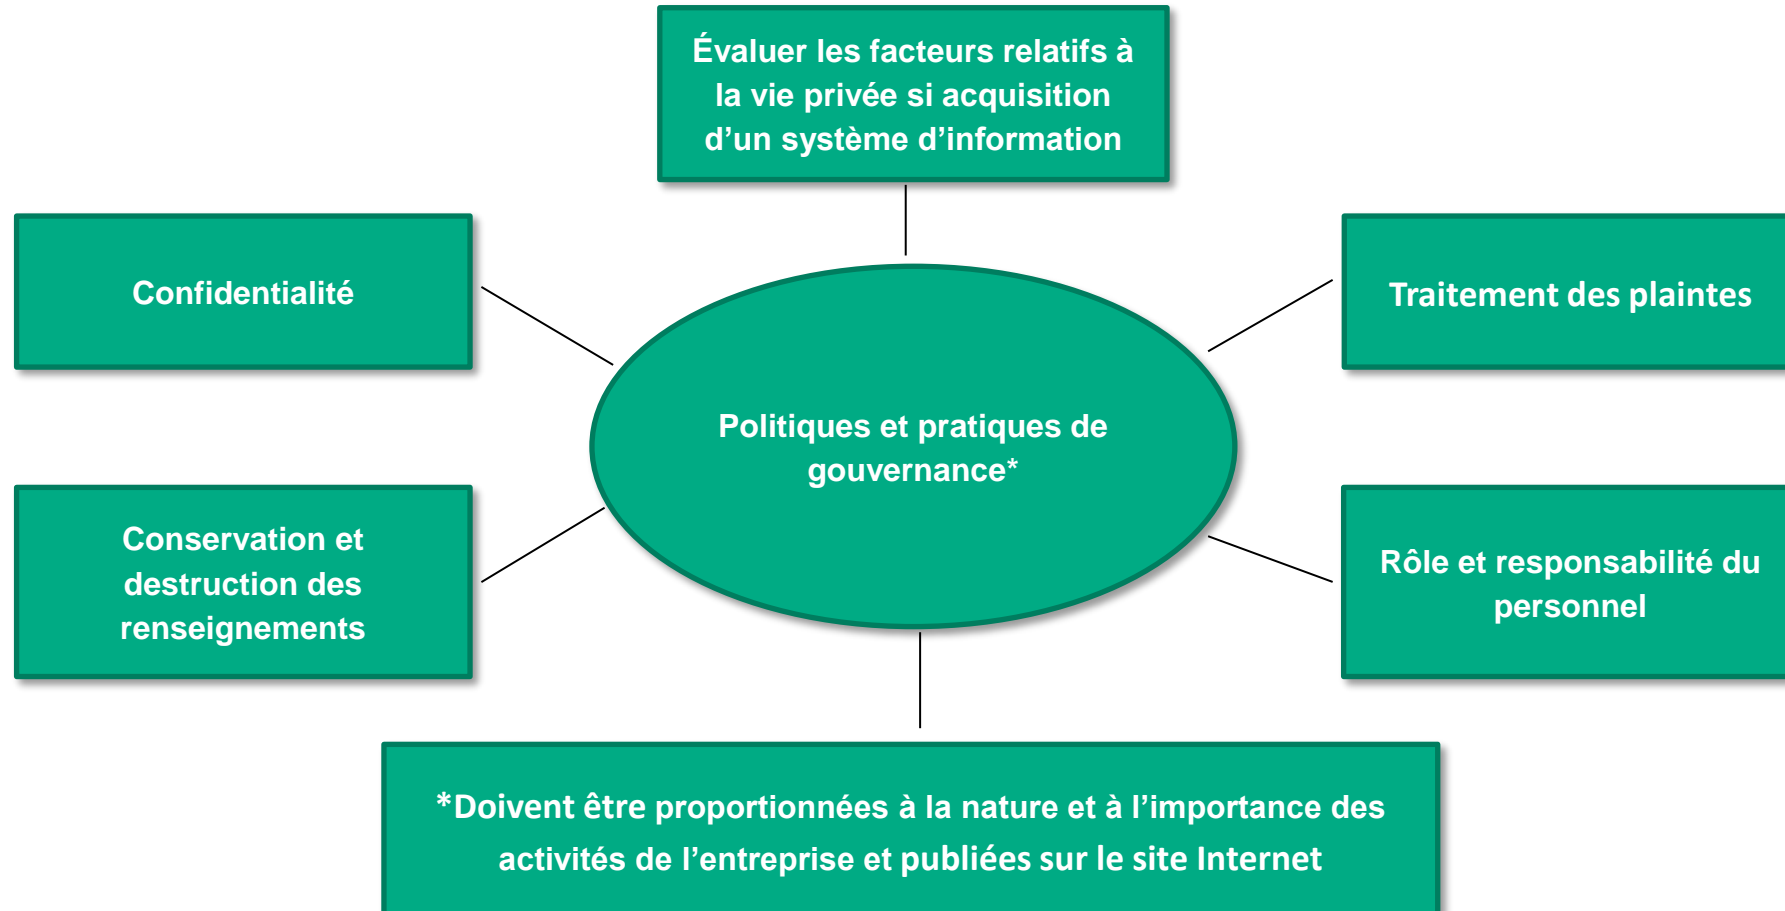 Évaluer les facteurs relatifs à
la vie privée si acquisition
d’un système d’information
Confidentialité
Traitement des plaintes
Politiques et pratiques de
gouvernance*
Conservation et
destruction des
renseignements
Rôle et responsabilité du
personnel
*Doivent être proportionnées à la nature et à l’importance des
activités de l’entreprise et publiées sur le site Internet